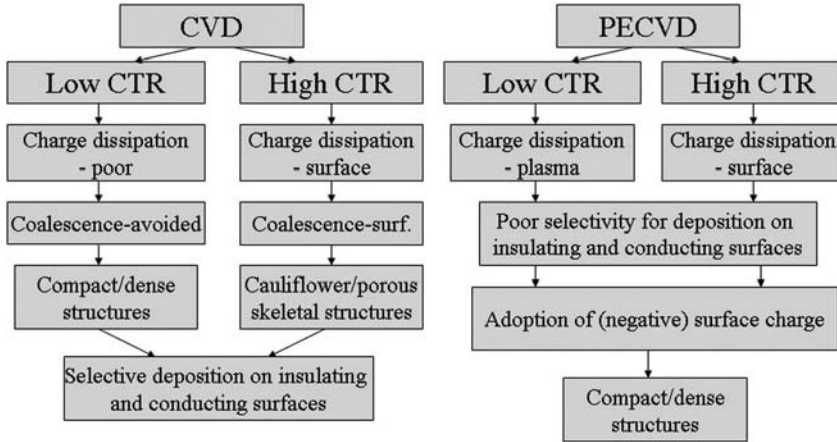 CVD
Low CTR
High CTR
Charge dissipation
- poor
Charge dissipation
- surface
Coalescence-avoided
Coalescence-surf.
Compact/dense
structures
Cauliflower/porous
skeletal structures
Selective deposition on insulating
and conducting surfaces
PECVD
Low CTR
High CTR
Charge dissipation
- plasma
Charge dissipation
- surface
Poor selectivity for deposition on
insulating and conducting surfaces
Adoption of (negative) surface charge
Compact/dense
structures